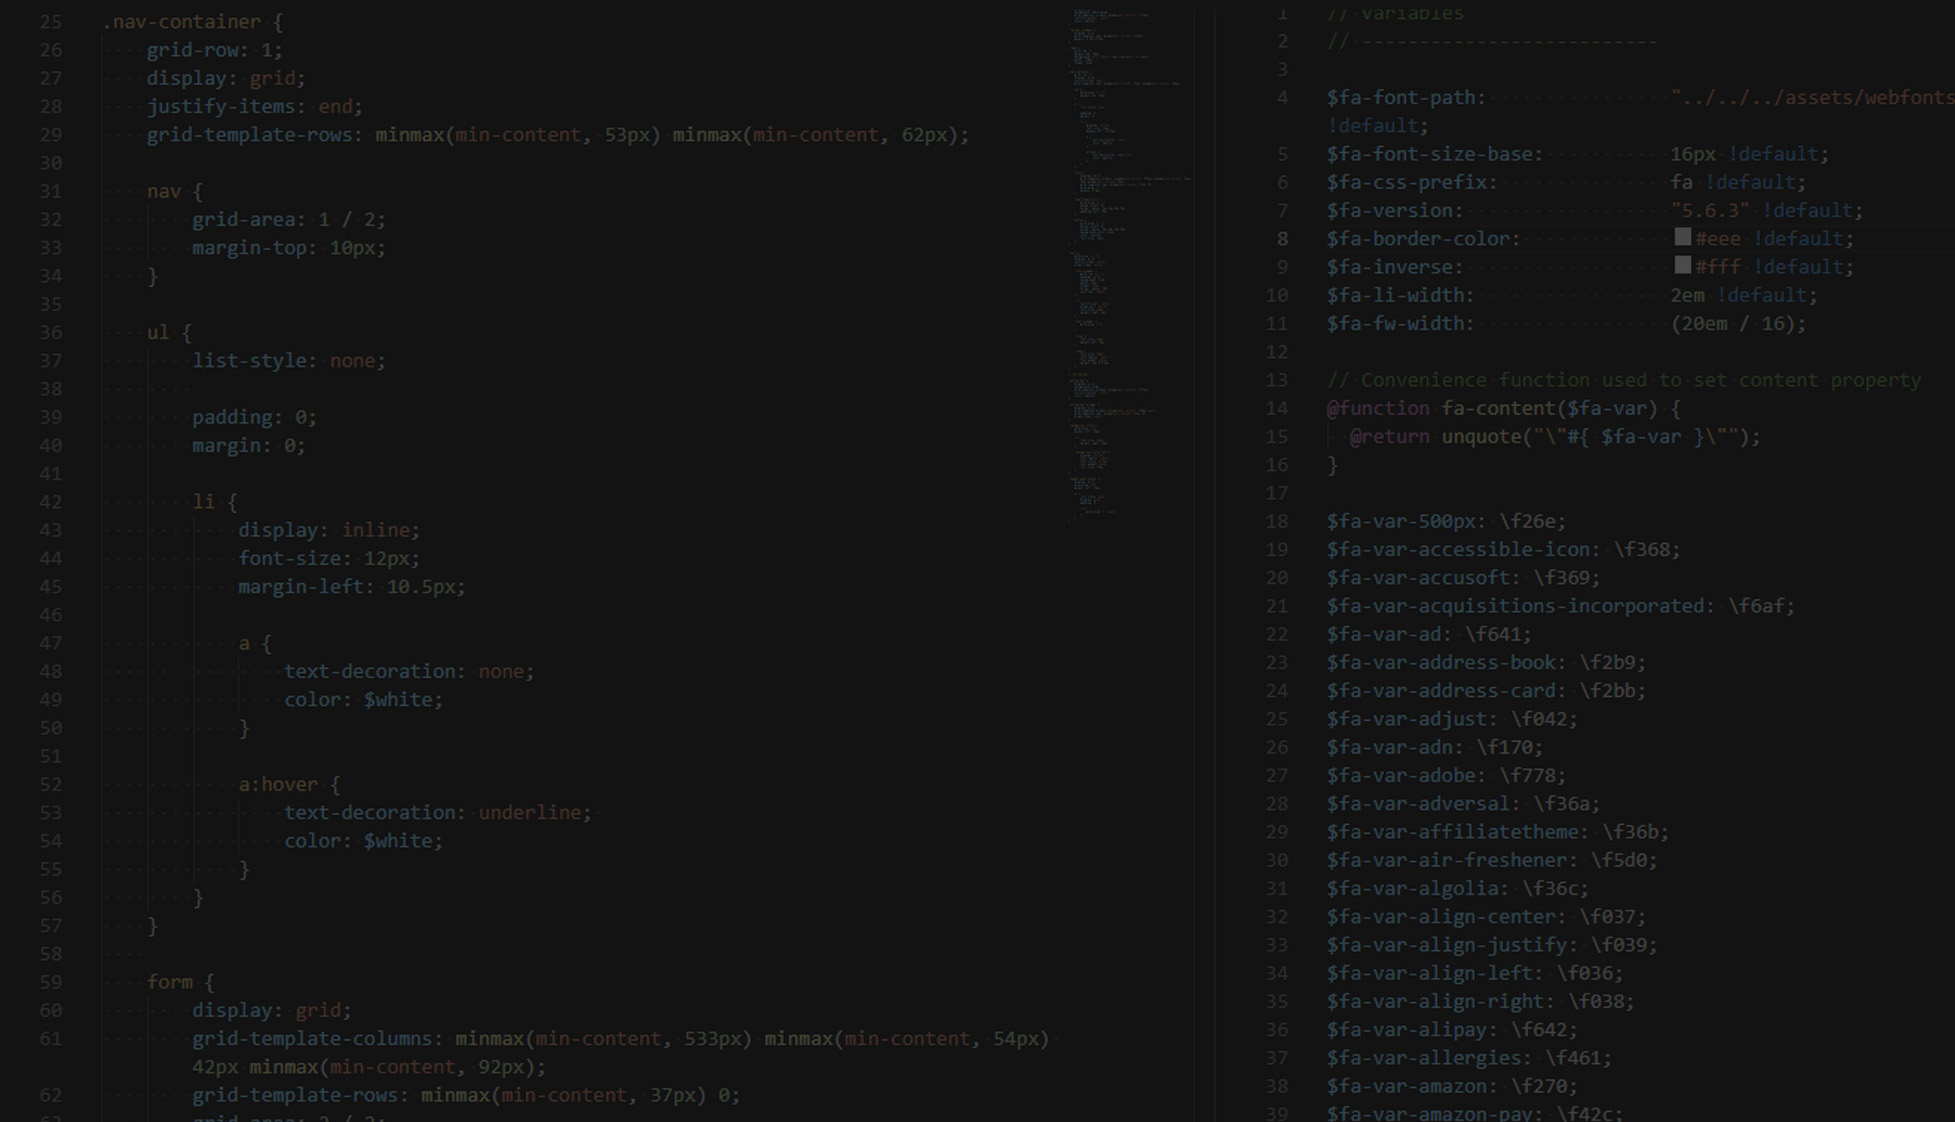 25 .nav-container {
26 grid-row: 1;
27 display: grid;
28 justify-items: end;
29 grid-template-rows: minmax(min-content, 53px) minmax(min-content, 62px);
30
31 nav {
32 grid-area: 1 / 2;
33 margin-top: 10px;
34 }
35
36 ul {
37 list-style: none;
38
39 padding: 0;
40 margin: 0;
41
42 li {
43 display: inline;
44 font-size: 12px;
45 margin-left: 10.5px;
46
47 a {
48 text-decoration: none;
49 color: $white;
50 }
51
52 a:hover {
53 text-decoration: underline;
54 color: $white;
55 }
56 }
57 }
58
59 form {
60 display: grid;
61 grid-template-columns: minmax(min-content, 533px) minmax(min-content, 54px)
42px minmax(min-content, 92px);
62 grid-template-rows: minmax(min-content, 37px) 0;
63 grid-area: 2 / 2;
1 // Variables
2 // --------------------------
3
4 $fa-font-path: "../../../assets/webfonts
!default;
5 $fa-font-size-base: 16px !default;
6 $fa-css-prefix: fa !default;
7 $fa-version: "5.6.3" !default;
8 $fa-border-color: #eee !default;
9 $fa-inverse: #fff !default;
10 $fa-li-width: 2em !default;
11 $fa-fw-width: (20em / 16);
12
13 // Convenience function used to set content property
14 @function fa-content($fa-var) {
15 @return unquote("\"#{ $fa-var }\"");
16 }
17
18 $fa-var-500px: \f26e;
19 $fa-var-accessible-icon: \f368;
20 $fa-var-accusoft: \f369;
21 $fa-var-acquisitions-incorporated: \f6af;
22 $fa-var-ad: \f641;
23 $fa-var-address-book: \f2b9;
24 $fa-var-address-card: \f2bb;
25 $fa-var-adjust: \f042;
26 $fa-var-adn: \f170;
27 $fa-var-adobe: \f778;
28 $fa-var-adversal: \f36a;
29 $fa-var-affiliatetheme: \f36b;
30 $fa-var-air-freshener: \f5d0;
31 $fa-var-algolia: \f36c;
32 $fa-var-align-center: \f037;
33 $fa-var-align-justify: \f039;
34 $fa-var-align-left: \f036;
35 $fa-var-align-right: \f038;
36 $fa-var-alipay: \f642;
37 $fa-var-allergies: \f461;
38 $fa-var-amazon: \f270;
39 $fa-var-amazon-pay: \f42c;